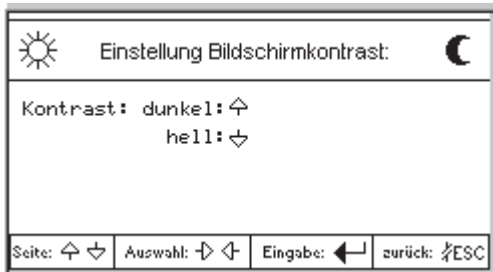 Einstellung Bildschirmkontrast:
Kontrast: dunkel:
hell:
Seite: Auswahl: Eingabe: zurück: ESC